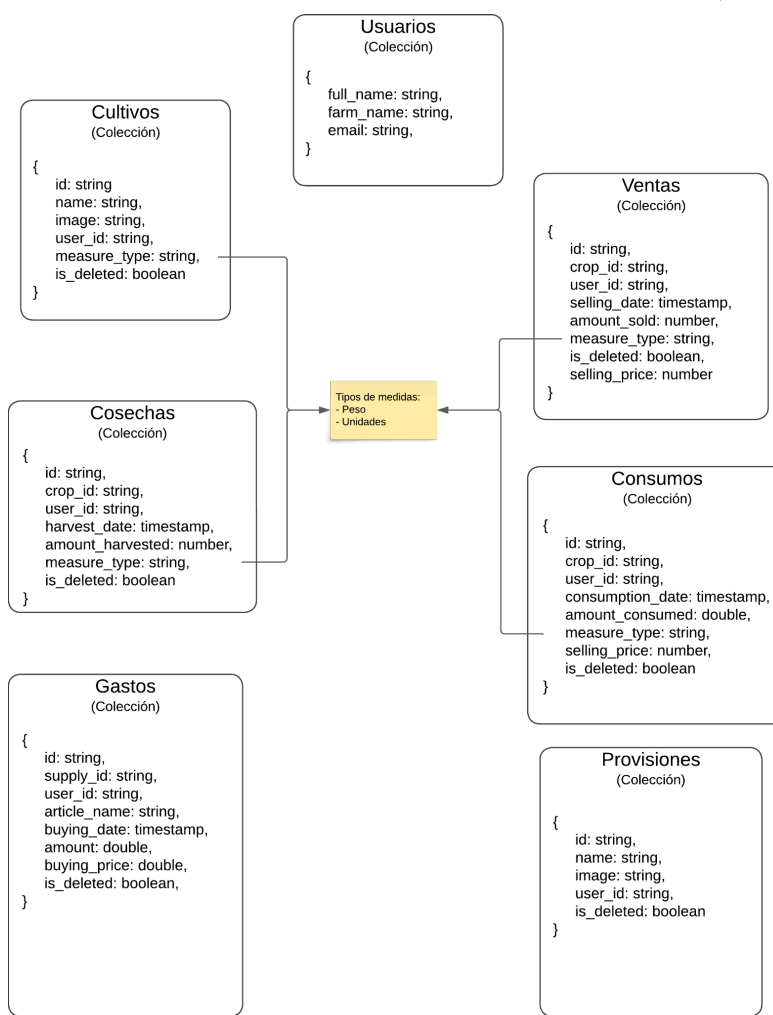 Usuarios
(Colección)
{
full_name: string,
farm_name: string,
email: string,
}
Cultivos
(Colección)
{
id: string
name: string,
image: string,
user_id: string,
measure_type: string,
is_deleted: boolean
}
Ventas
(Colección)
{
id: string,
crop_id: string,
user_id: string,
selling_date: timestamp,
amount_sold: number,
measure_type: string,
is_deleted: boolean,
selling_price: number
}
Tipos de medidas:
- Peso
- Unidades
Cosechas
(Colección)
{
id: string,
crop_id: string,
user_id: string,
harvest_date: timestamp,
amount_harvested: number,
measure_type: string,
is_deleted: boolean
}
Consumos
(Colección)
{
id: string,
crop_id: string,
user_id: string,
consumption_date: timestamp,
amount_consumed: double,
measure_type: string,
selling_price: number,
is_deleted: boolean
}
Gastos
(Colección)
{
id: string,
supply_id: string,
user_id: string,
article_name: string,
buying_date: timestamp,
amount: double,
buying_price: double,
is_deleted: boolean,
}
Provisiones
(Colección)
{
id: string,
name: string,
image: string,
user_id: string,
is_deleted: boolean
}